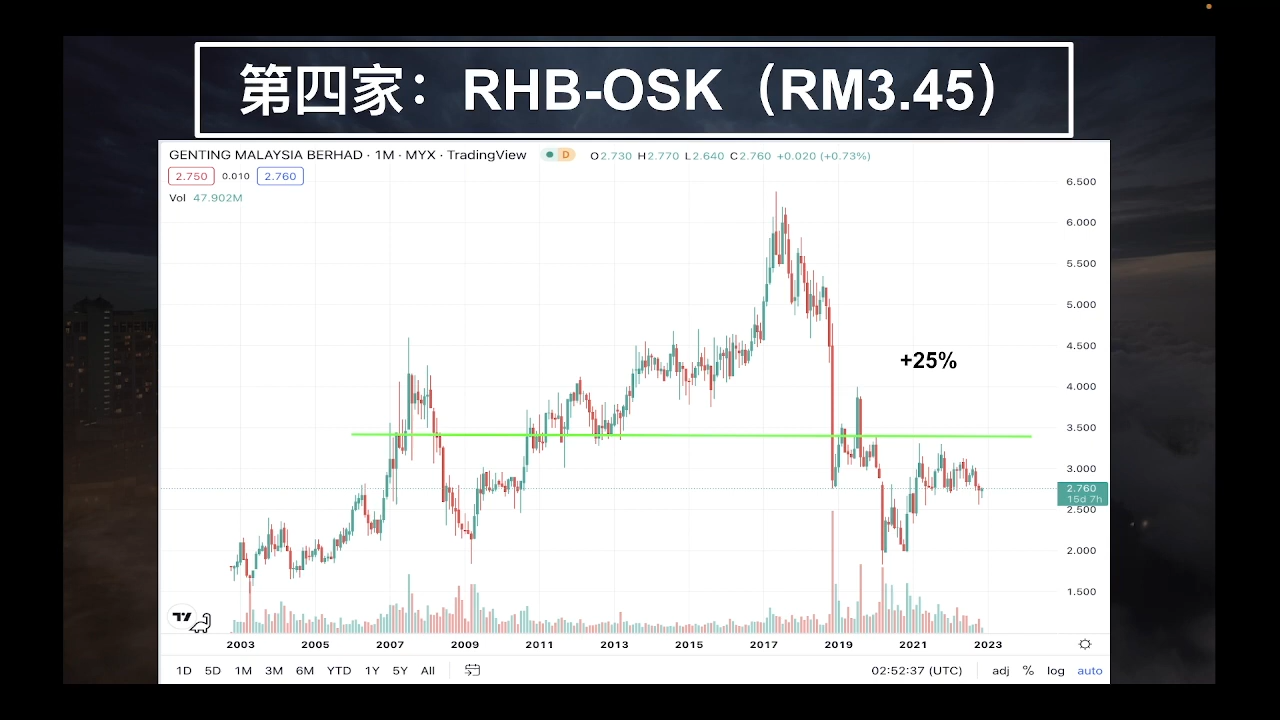 第四家：RHB-OSK（RM3.45）
GENTING MALAYSIA BERHAD · 1M · MYX · TradingView D O2.730 H2.770 L2.640 C2.760 +0.020 (+0.73%)
2.750 0.010 2.760
Vol 47.902M
6.500
6.000
5.500
5.000
4.500
+25%
4.000
3.500
3.000
2.760
15d 7h
2.500
2.000
1.500
2003 2005 2007 2009 2011 2013 2015 2017 2019 2021 2023
1D 5D 1M 3M 6M YTD 1Y 5Y All 02:52:37 (UTC) adj % log auto